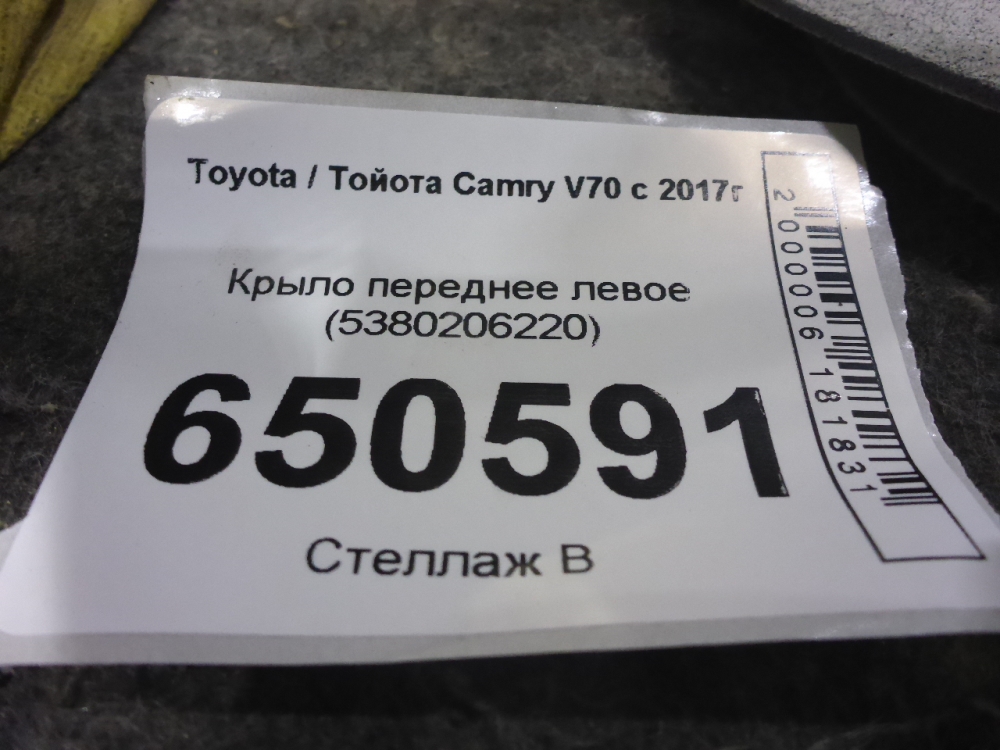 Toyota / Тойота Camry V70 с 2017г
Крыло переднее левое
(5380206220)
650591
Стеллаж В
2000006181831